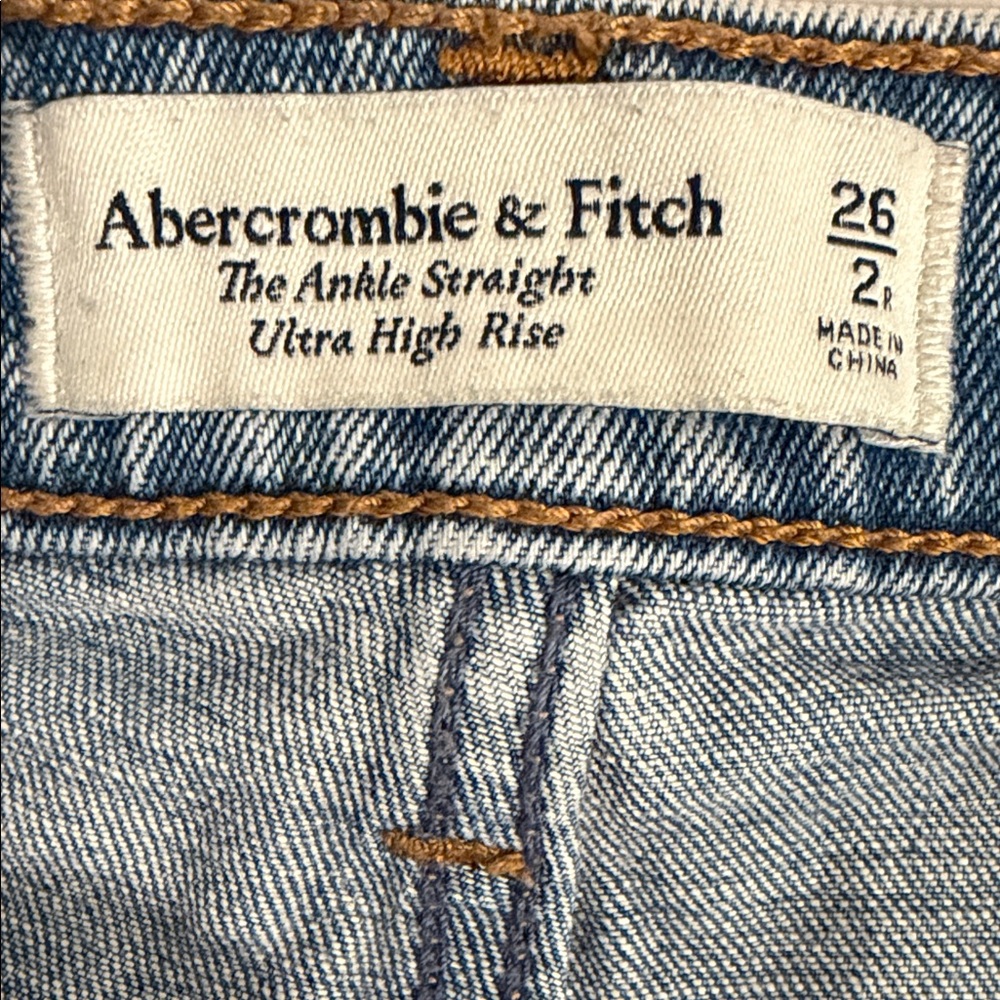 Abercrombie & Fitch
The Ankle Straight
Ultra High Rise
26
2R
MADE IN
CHINA